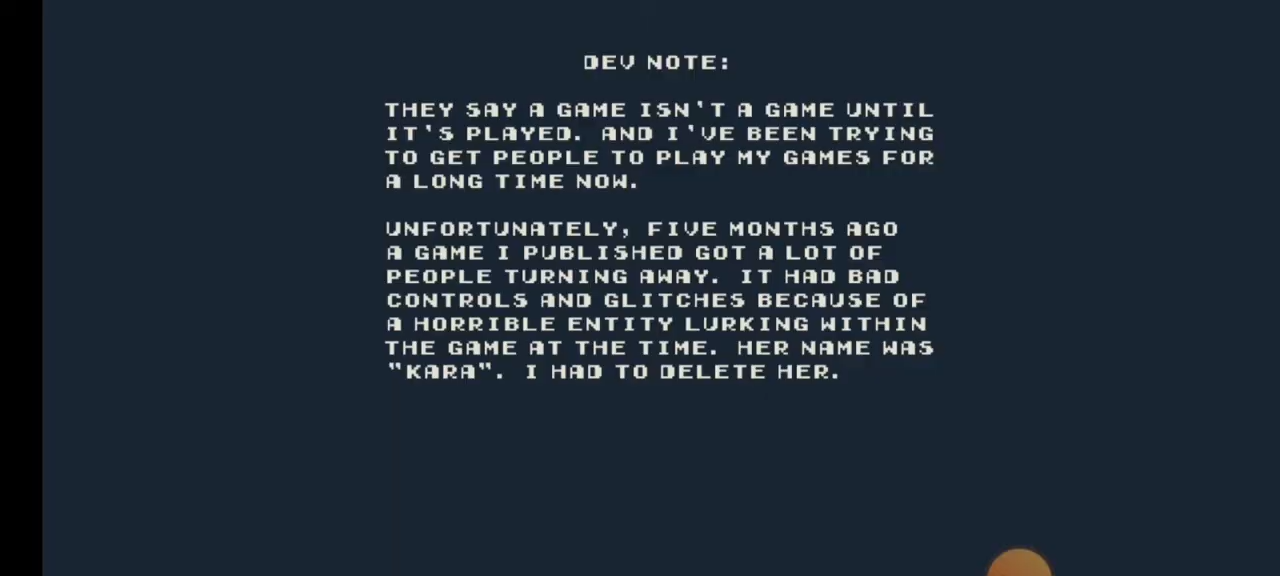 DEV NOTE:
THEY SAY A GAME ISN'T A GAME UNTIL
IT'S PLAYED. AND I'VE BEEN TRYING
TO GET PEOPLE TO PLAY MY GAMES FOR
A LONG TIME NOW.
UNFORTUNATELY, FIVE MONTHS AGO
A GAME I PUBLISHED GOT A LOT OF
PEOPLE TURNING AWAY. IT HAD BAD
CONTROLS AND GLITCHES BECAUSE OF
A HORRIBLE ENTITY LURKING WITHIN
THE GAME AT THE TIME. HER NAME WAS
"KARA". I HAD TO DELETE HER.